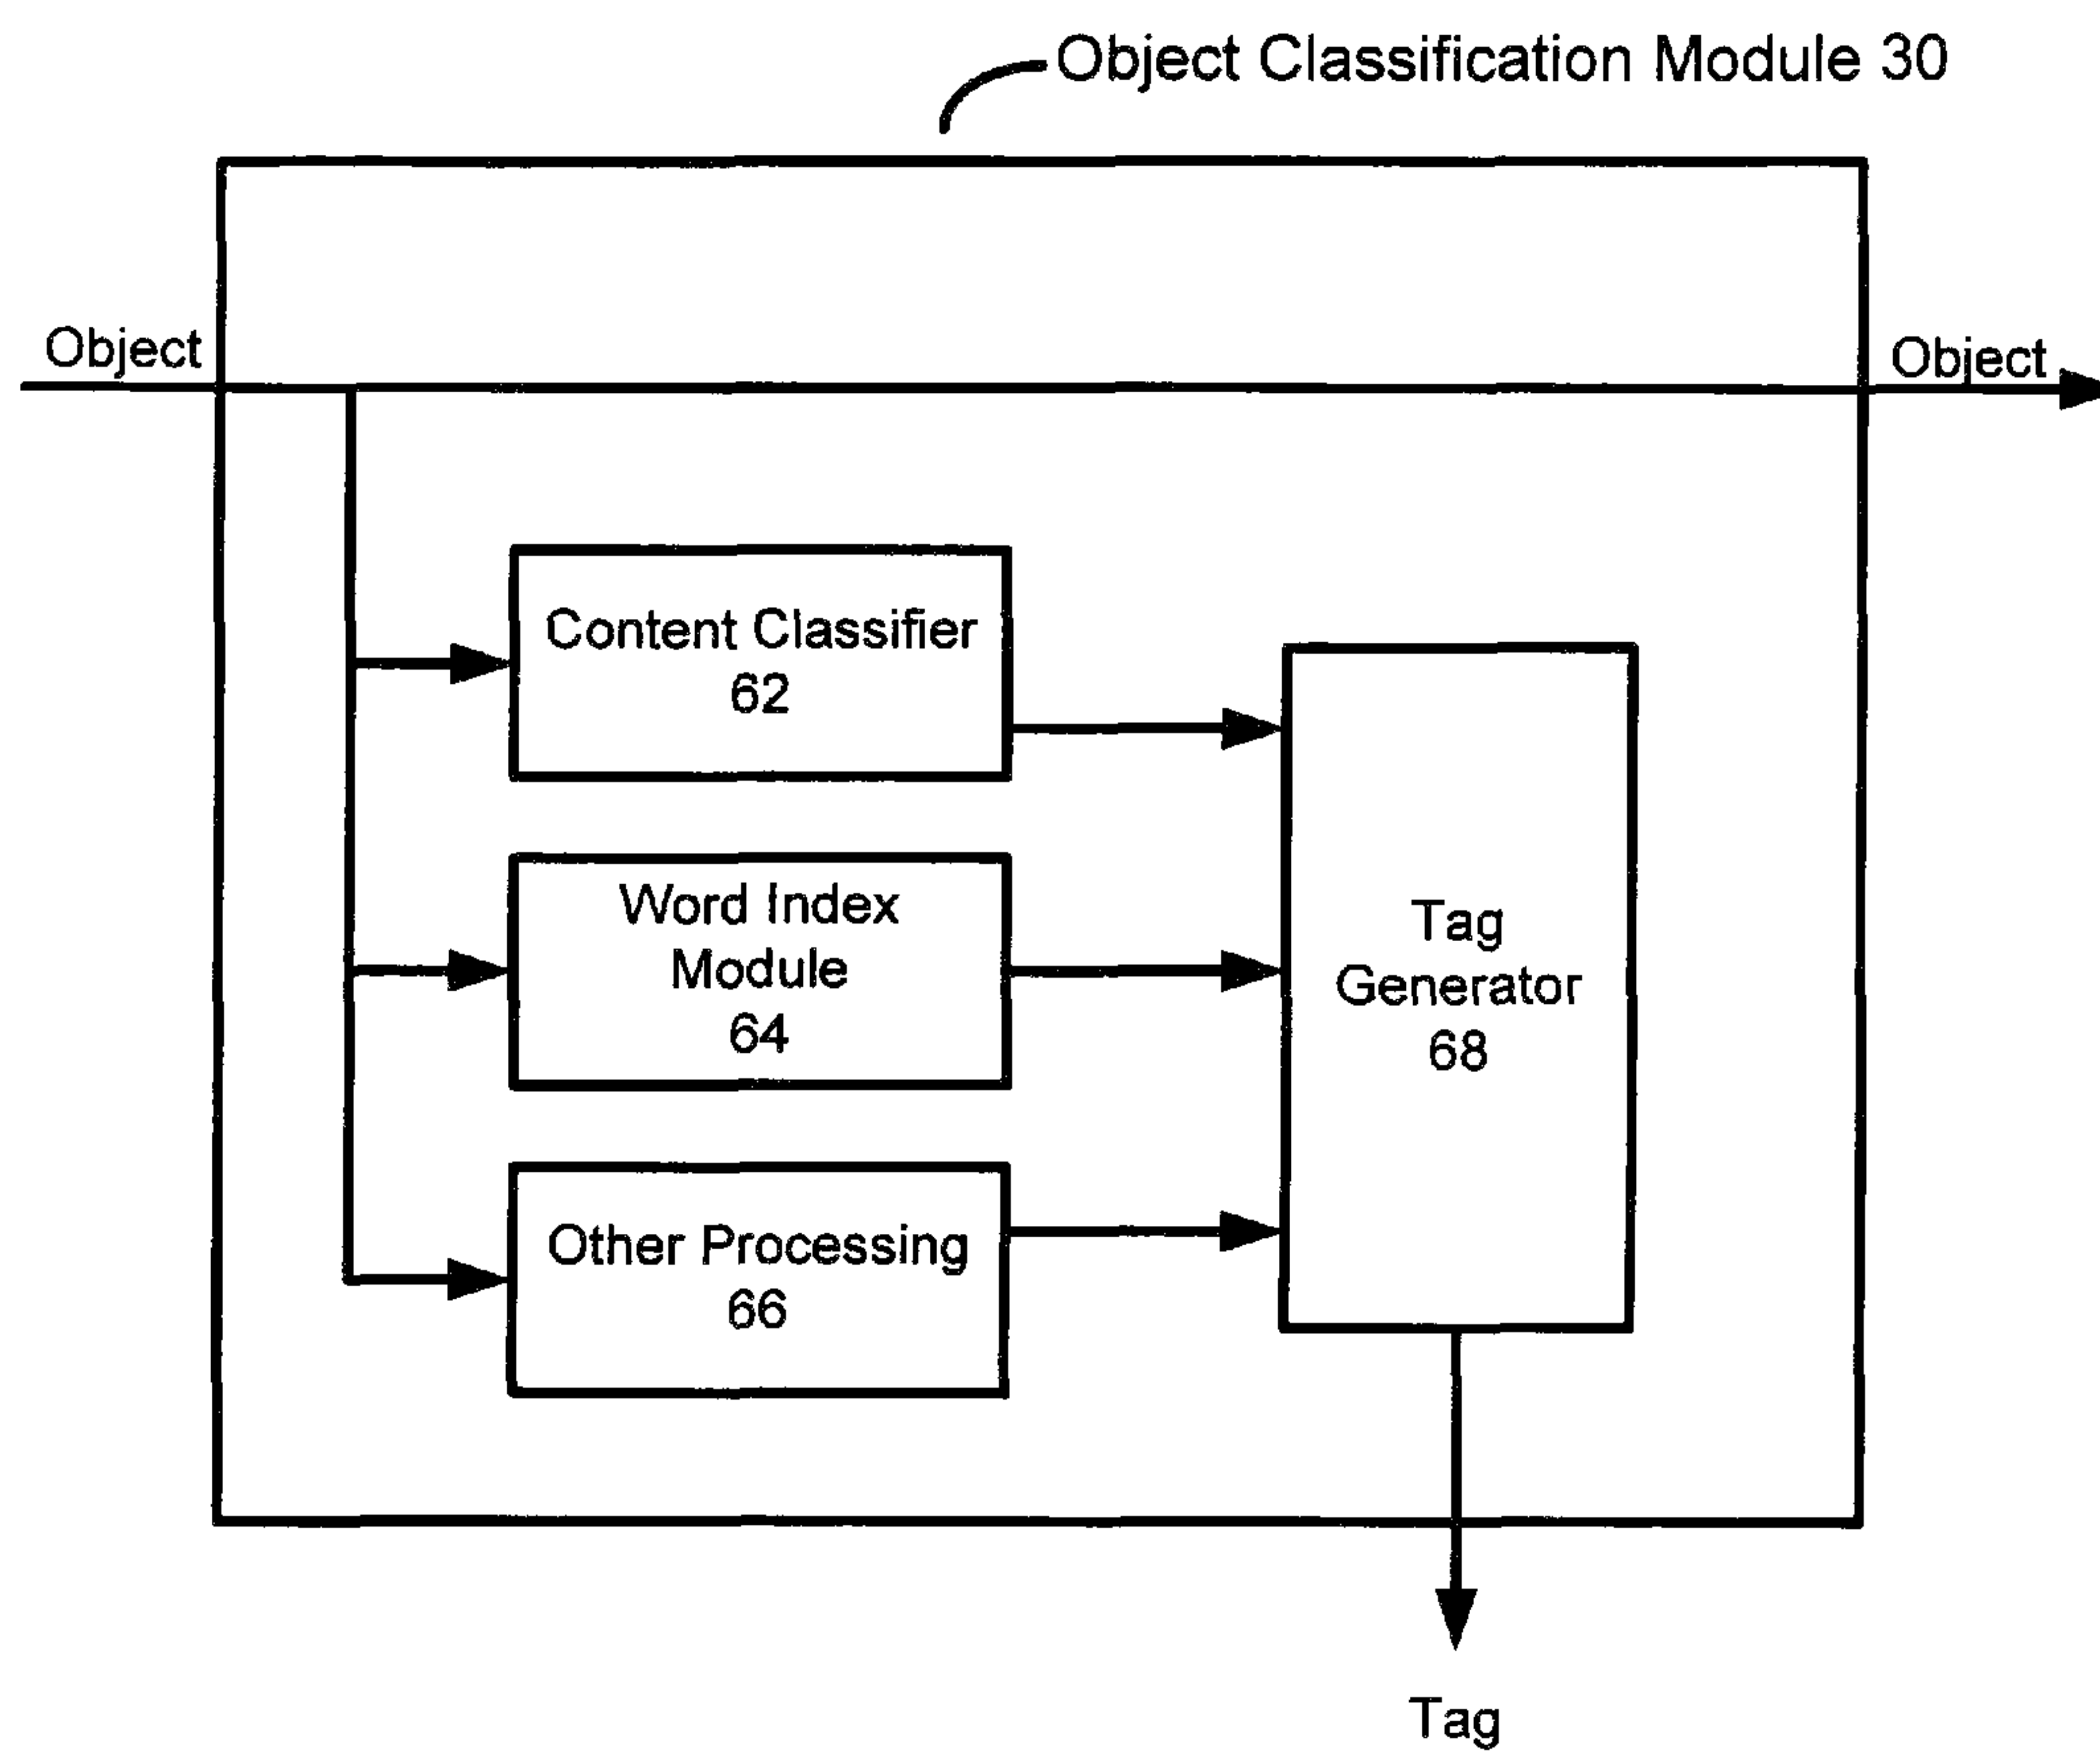 Object Classification Module 30
Object
Object
Content Classifier
62
Word Index
Module
64
Other Processing
66
Tag
Generator
68
Tag